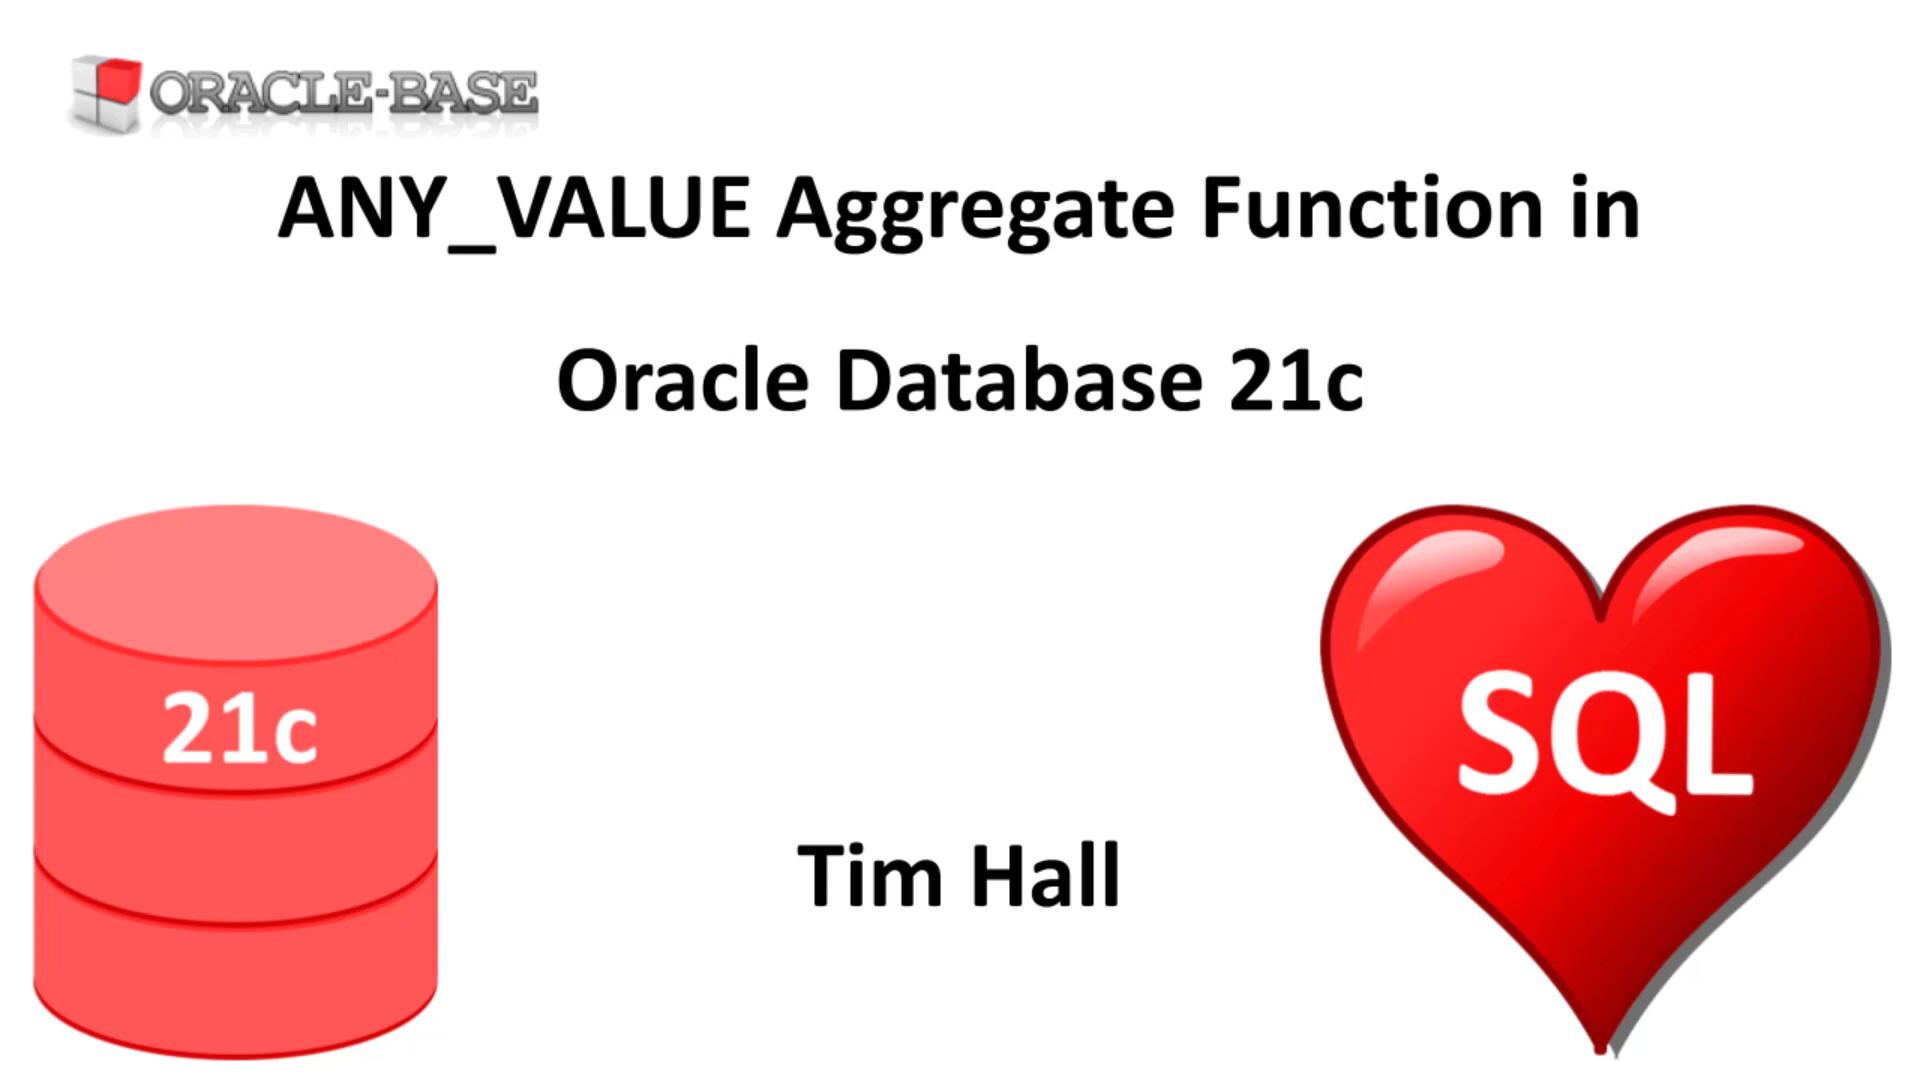 ORACLE-BASE
ANY_VALUE Aggregate Function in
Oracle Database 21c
21c
SQL
Tim Hall